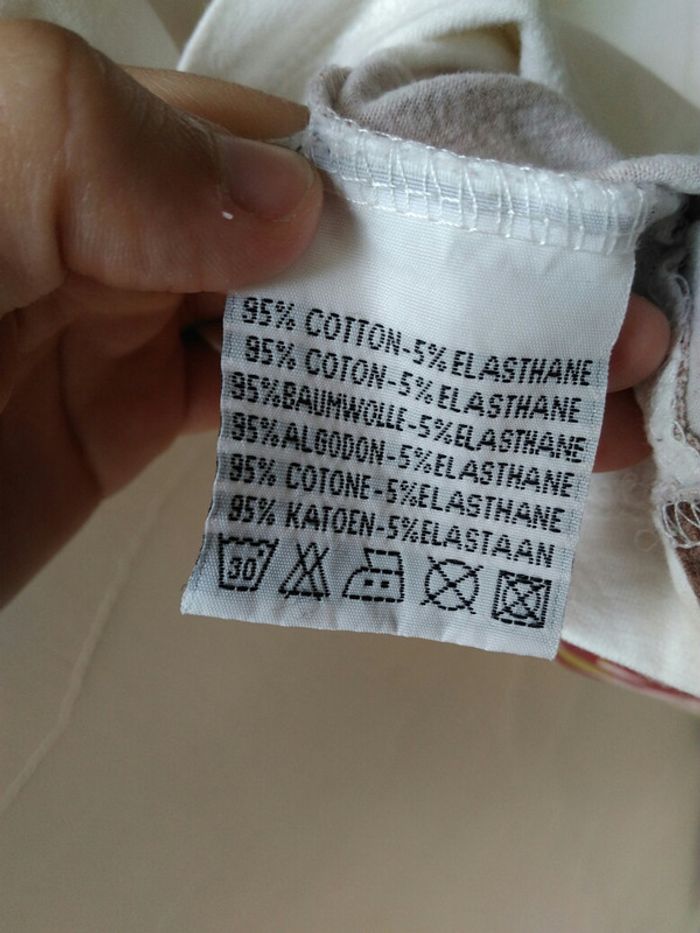 95% COTTON-5%ELASTHANE
95% COTON-5%ELASTHANE
95%BAUMWOLLE-5%ELASTHANE
95%ALGODON-5%ELASTHANE
95% COTONE-5%ELASTHANE
95% KATOEN-5%ELASTAAN
30